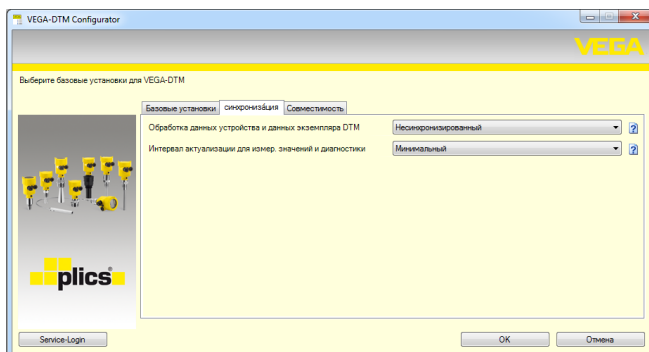 VEGA-DTM Configurator
VEGA
Выберите базовые установки для VEGA-DTM
Базовые установки синхронизáция Совместимость
Обработка данных устройства и данных экземпляра DTM Несинхронизированный
Интервал актуализации для измер. значений и диагностики Минимальный
plics®
Service-Login OK Отмена